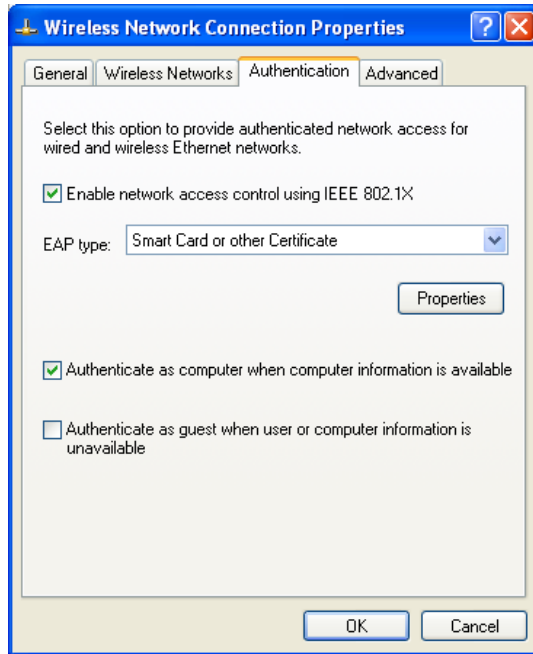 Wireless Network Connection Properties
General Wireless Networks Authentication Advanced
Select this option to provide authenticated network access for
wired and wireless Ethernet networks.
Enable network access control using IEEE 802.1X
EAP type: Smart Card or other Certificate
Properties
Authenticate as computer when computer information is available
Authenticate as guest when user or computer information is
unavailable
OK Cancel